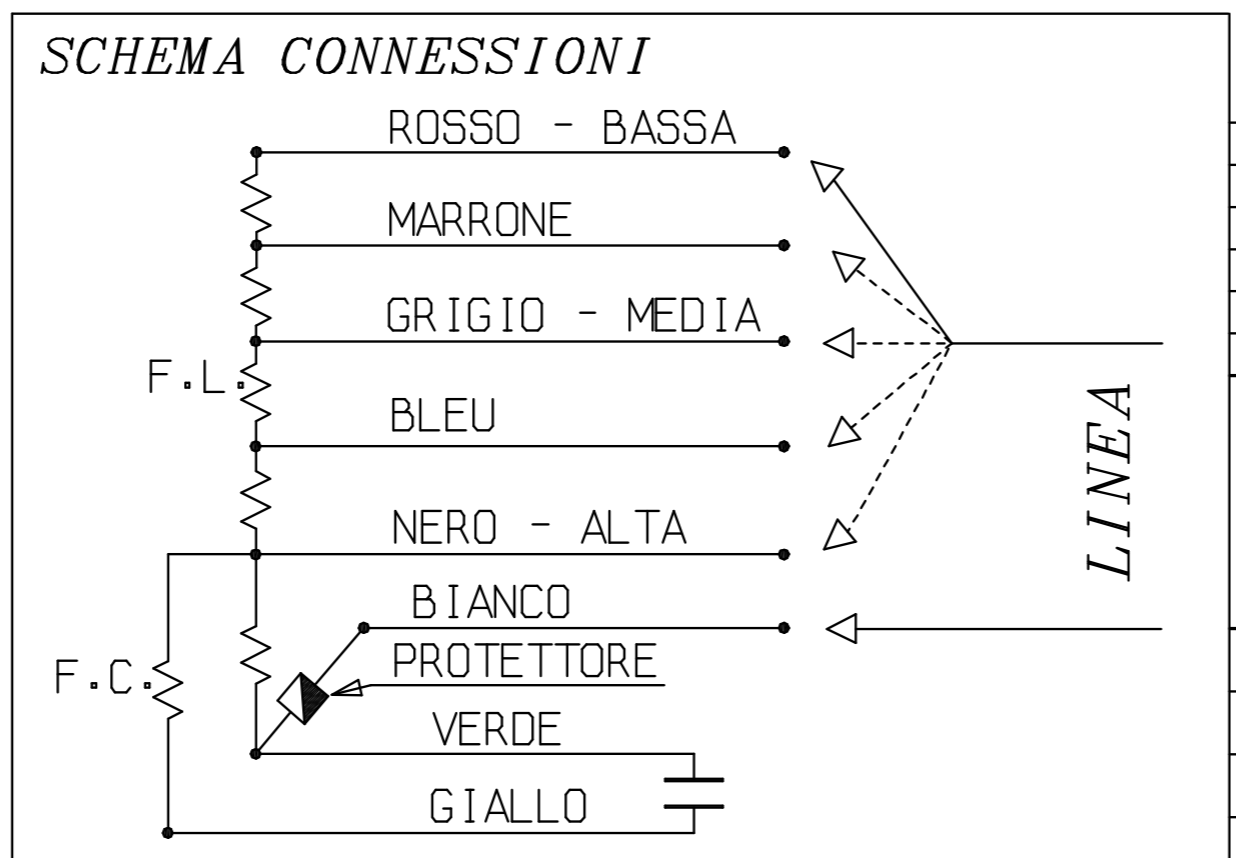 SCHEMA CONNESSIONI
ROSSO - BASSA
MARRONE
GRIGIO - MEDIA
F.L.
BLEU
LINEA
NERO - ALTA
BIANCO
PROTETTORE
F.C.
VERDE
GIALLO